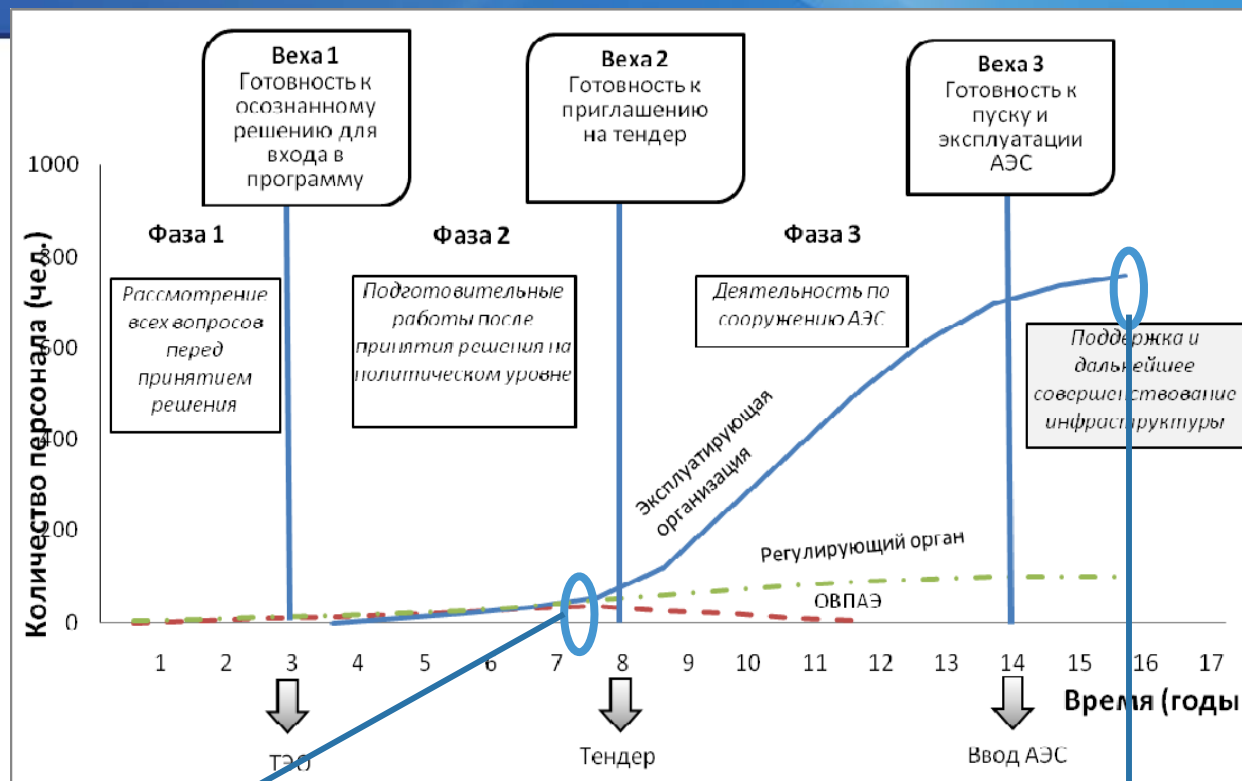 Веха 1
Готовность к
осознанному
решению для
входа в
программу
Веха 2
Готовность к
приглашению
на тендер
Веха 3
Готовность к
пуску и
эксплуатации
АЭС
Количество персонала (чел.)
1000
800
600
400
200
0
Фаза 1
Фаза 2
Фаза 3
Рассмотрение
всех вопросов
перед
принятием
решения
Подготовительные
работы после
принятия решения на
политическом уровне
Деятельность по
сооружению АЭС
Поддержка и
дальнейшее
совершенствование
инфраструктуры
Эксплуатирующая
организация
Регулирующий орган
ОВПАЭ
1 2 3 4 5 6 7 8 9 10 11 12 13 14 15 16 17
Время (годы
ТЭО
Тендер
Ввод АЭС